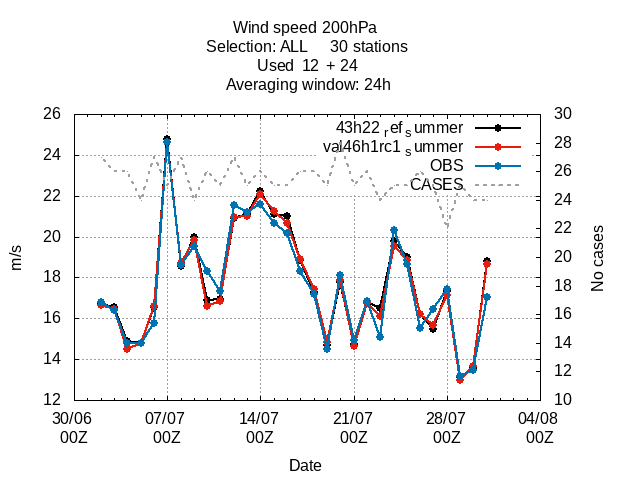 Wind speed 200hPa
Selection: ALL 30 stations
Used 12 + 24
Averaging window: 24h
43h22 refsummer
val46h1rc1 summer
OBS
CASES
26
24
22
20
18
16
14
12
m/s
30
28
26
24
22
20
18
16
14
12
10
No cases
30/06 07/07 14/07 21/07 28/07 04/08
00Z 00Z 00Z 00Z 00Z 00Z
Date